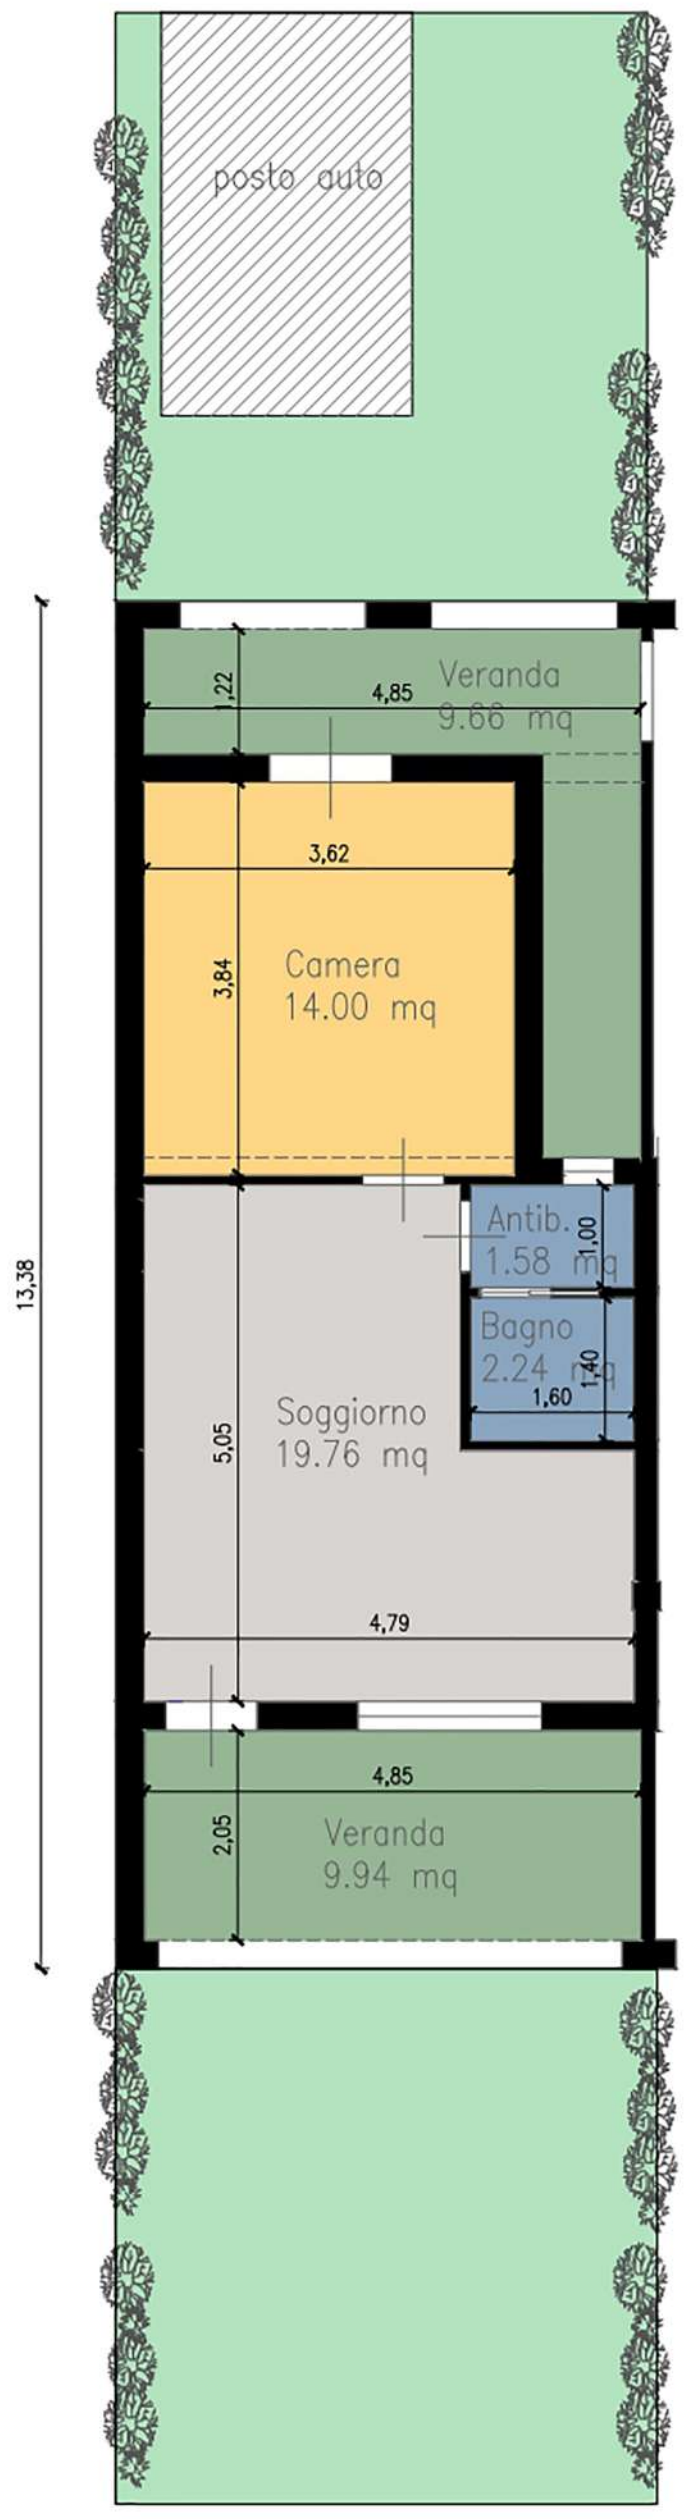 posto auto
1,22
4,85
Veranda
9.66 mq
3,62
3,84
Camera
14.00 mq
13,38
Antib.
1.58 mq
1,00
Bagno
2.24 mq
1,40
1,60
Soggiorno
19.76 mq
5,05
4,79
4,85
2,05
Veranda
9.94 mq